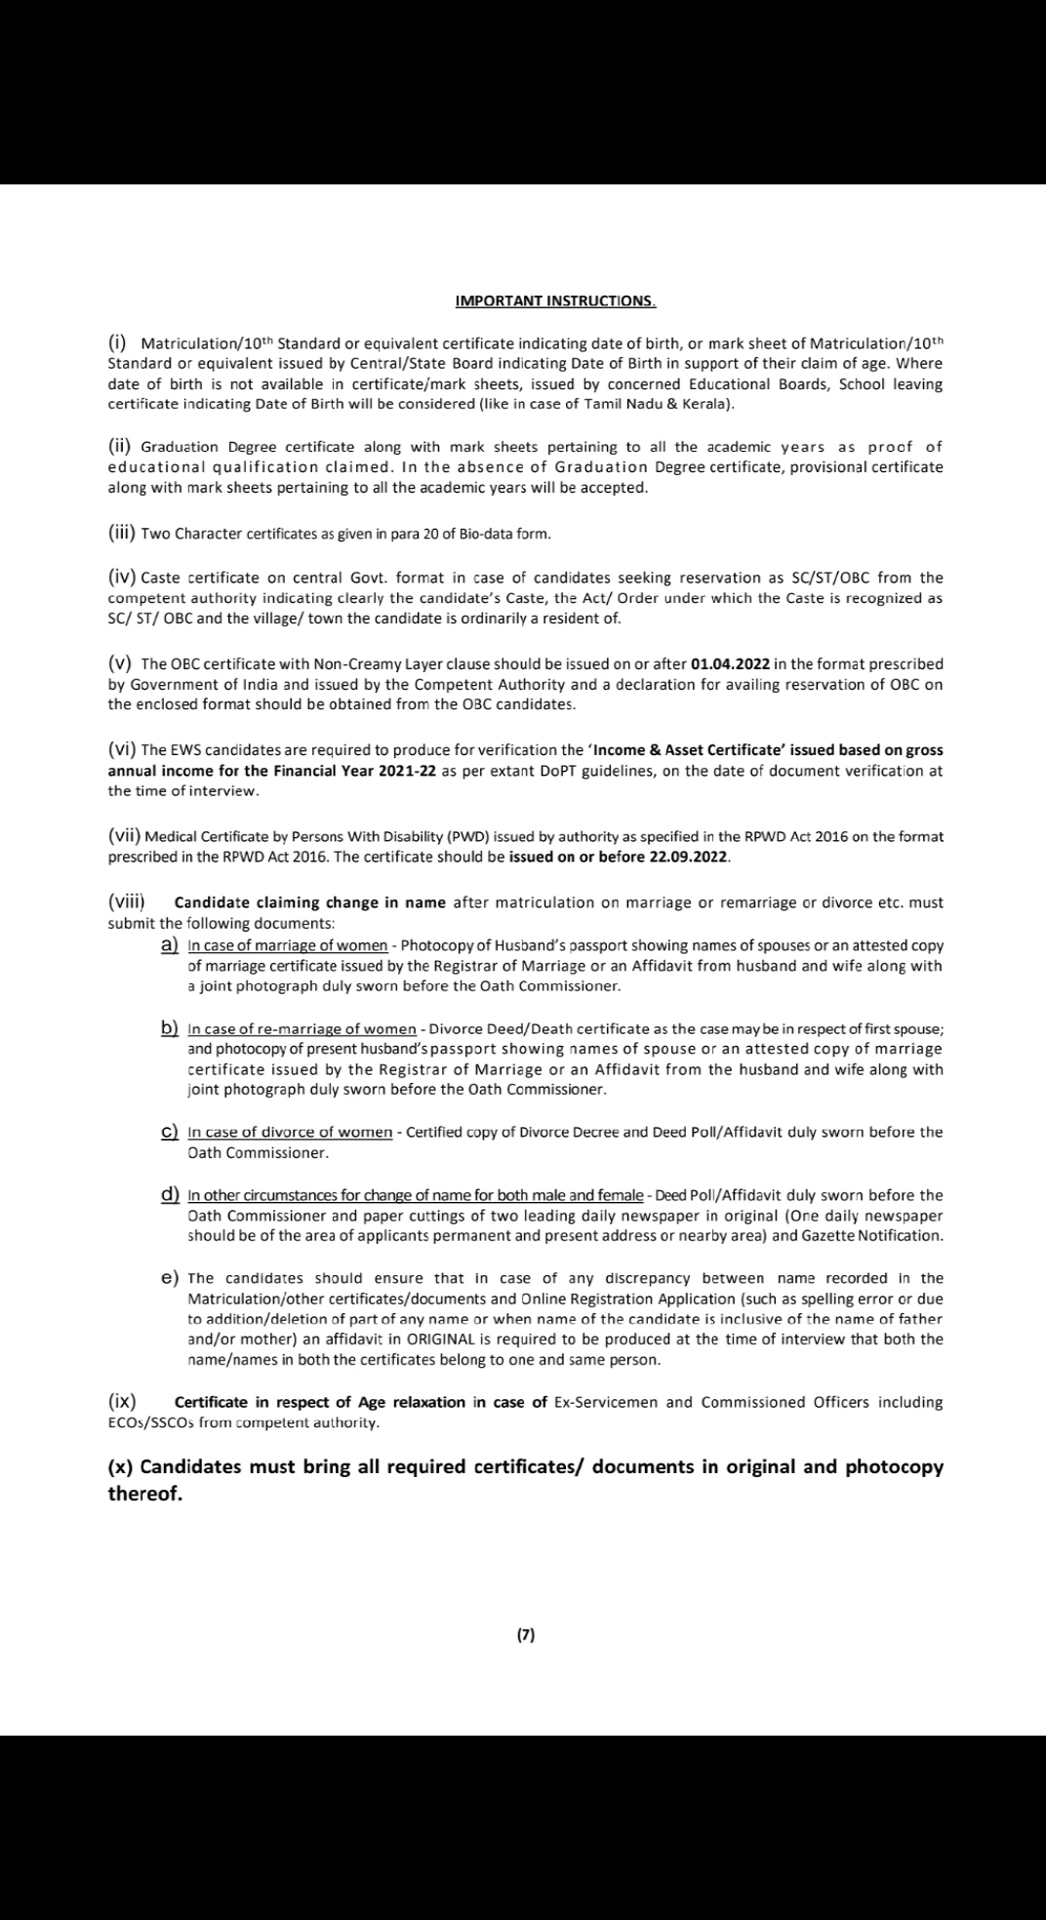 IMPORTANT INSTRUCTIONS.
(i) Matriculation/10th Standard or equivalent certificate indicating date of birth, or mark sheet of Matriculation/10th
Standard or equivalent issued by Central/State Board indicating Date of Birth in support of their claim of age. Where
date of birth is not available in certificate/mark sheets, issued by concerned Educational Boards, School leaving
certificate indicating Date of Birth will be considered (like in case of Tamil Nadu & Kerala).
(ii) Graduation Degree certificate along with mark sheets pertaining to all the academic years as proof of
educational qualification claimed. In the absence of Graduation Degree certificate, provisional certificate
along with mark sheets pertaining to all the academic years will be accepted.
(iii) Two Character certificates as given in para 20 of Bio-data form.
(iv) Caste certificate on central Govt. format in case of candidates seeking reservation as SC/ST/OBC from the
competent authority indicating clearly the candidate's Caste, the Act/ Order under which the Caste is recognized as
SC/ ST/ OBC and the village/ town the candidate is ordinarily a resident of.
(v) The OBC certificate with Non-Creamy Layer clause should be issued on or after 01.04.2022 in the format prescribed
by Government of India and issued by the Competent Authority and a declaration for availing reservation of OBC on
the enclosed format should be obtained from the OBC candidates.
(vi) The EWS candidates are required to produce for verification the 'Income & Asset Certificate' issued based on gross
annual income for the Financial Year 2021-22 as per extant DoPT guidelines, on the date of document verification at
the time of interview.
(vii) Medical Certificate by Persons With Disability (PWD) issued by authority as specified in the RPWD Act 2016 on the format
prescribed in the RPWD Act 2016. The certificate should be issued on or before 22.09.2022.
(viii) Candidate claiming change in name after matriculation on marriage or remarriage or divorce etc. must
submit the following documents:
a) In case of marriage of women - Photocopy of Husband's passport showing names of spouses or an attested copy
of marriage certificate issued by the Registrar of Marriage or an Affidavit from husband and wife along with
a joint photograph duly sworn before the Oath Commissioner.
b) In case of re-marriage of women - Divorce Deed/Death certificate as the case may be in respect of first spouse;
and photocopy of present husband's passport showing names of spouse or an attested copy of marriage
certificate issued by the Registrar of Marriage or an Affidavit from the husband and wife along with
joint photograph duly sworn before the Oath Commissioner.
c) In case of divorce of women - Certified copy of Divorce Decree and Deed Poll/Affidavit duly sworn before the
Oath Commissioner.
d) In other circumstances for change of name for both male and female - Deed Poll/Affidavit duly sworn before the
Oath Commissioner and paper cuttings of two leading daily newspaper in original (One daily newspaper
should be of the area of applicants permanent and present address or nearby area) and Gazette Notification.
e) The candidates should ensure that in case of any discrepancy between name recorded in the
Matriculation/other certificates/documents and Online Registration Application (such as spelling error or due
to addition/deletion of part of any name or when name of the candidate is inclusive of the name of father
and/or mother) an affidavit in ORIGINAL is required to be produced at the time of interview that both the
name/names in both the certificates belong to one and same person.
(ix) Certificate in respect of Age relaxation in case of Ex-Servicemen and Commissioned Officers including
ECOs/SSCOs from competent authority.
(x) Candidates must bring all required certificates/ documents in original and photocopy
thereof.
(7)